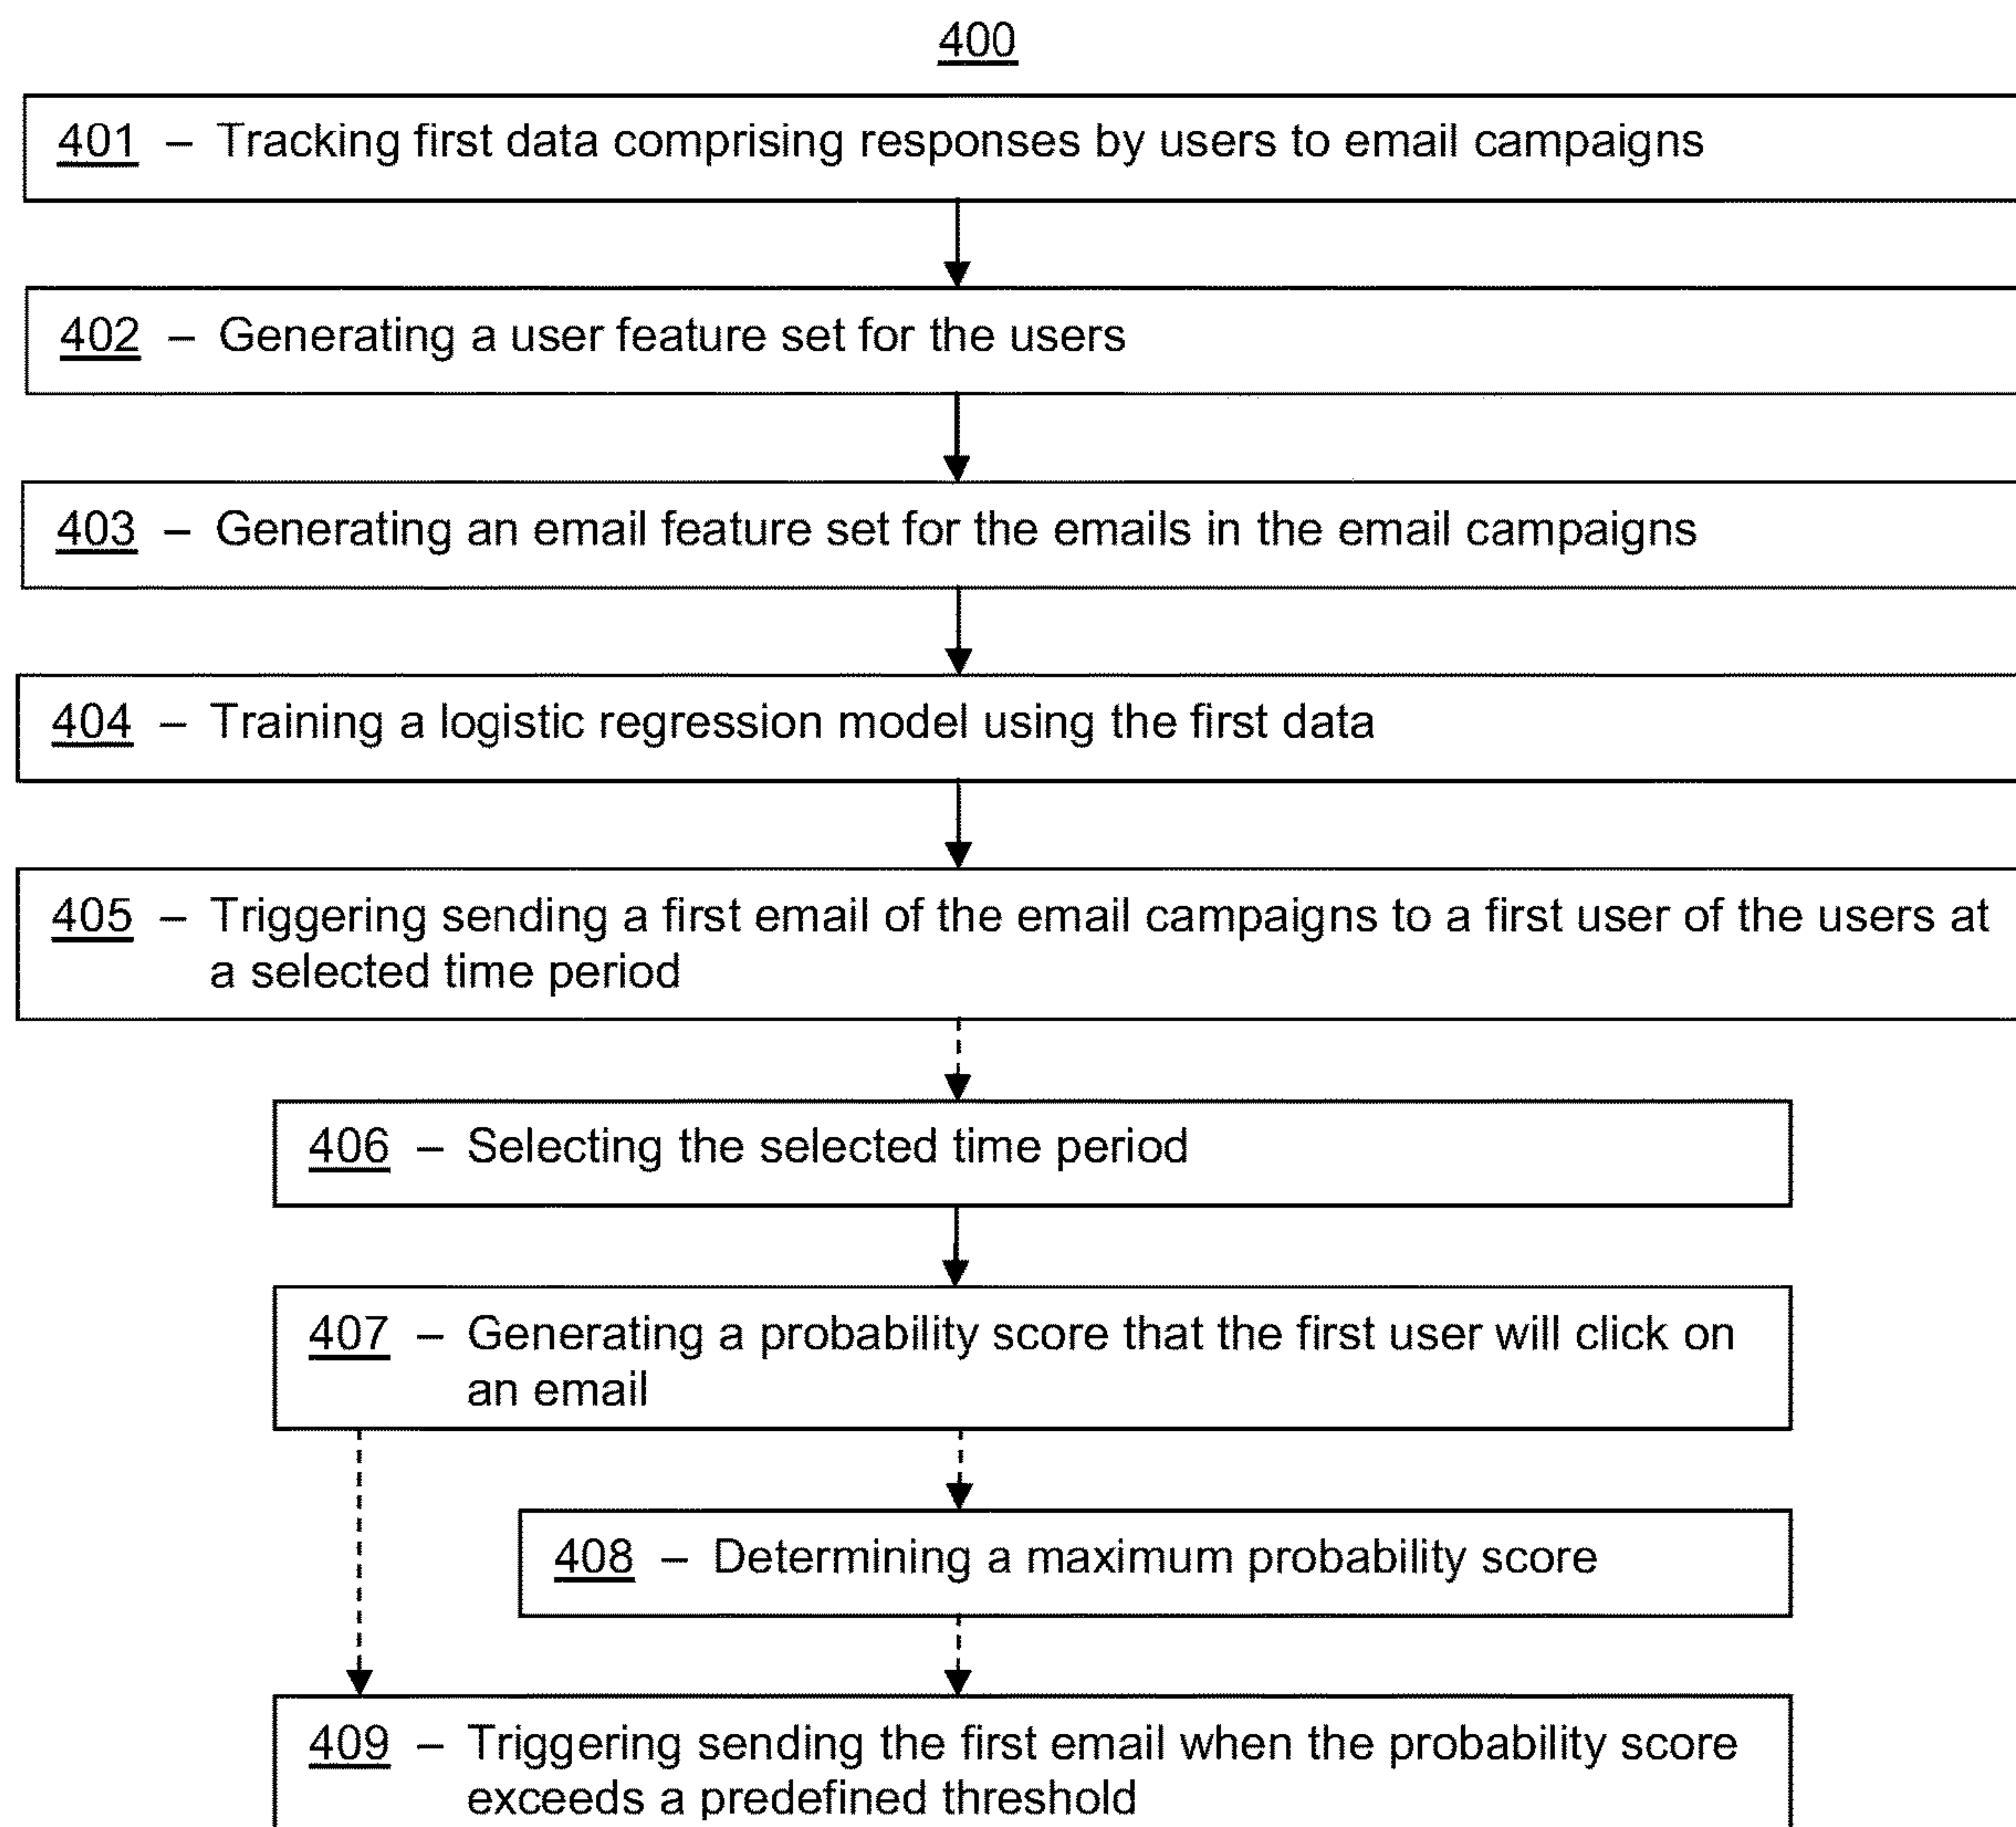 400
401 – Tracking first data comprising responses by users to email campaigns
402 – Generating a user feature set for the users
403 – Generating an email feature set for the emails in the email campaigns
404 – Training a logistic regression model using the first data
405 – Triggering sending a first email of the email campaigns to a first user of the users at
a selected time period
406 – Selecting the selected time period
407 – Generating a probability score that the first user will click on
an email
408 – Determining a maximum probability score
409 – Triggering sending the first email when the probability score
exceeds a predefined threshold